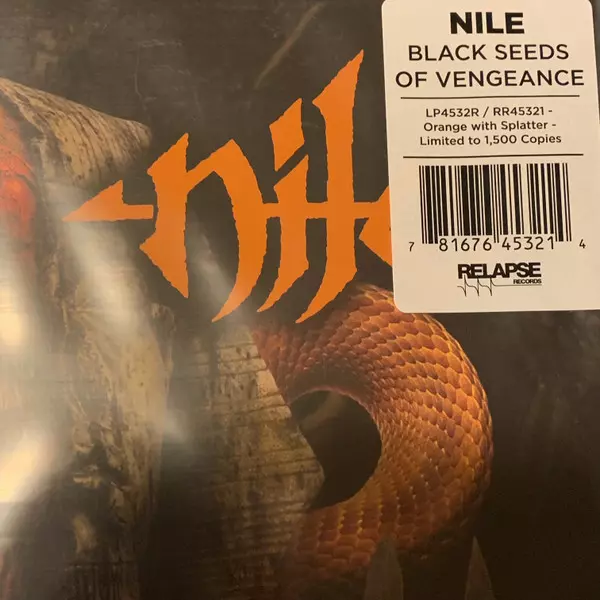 NILE
BLACK SEEDS
OF VENGEANCE
LP4532R / RR45321 -
Orange with Splatter -
Limited to 1,500 Copies
7 81676 45321 4
RELAPSE
RECORDS
nile